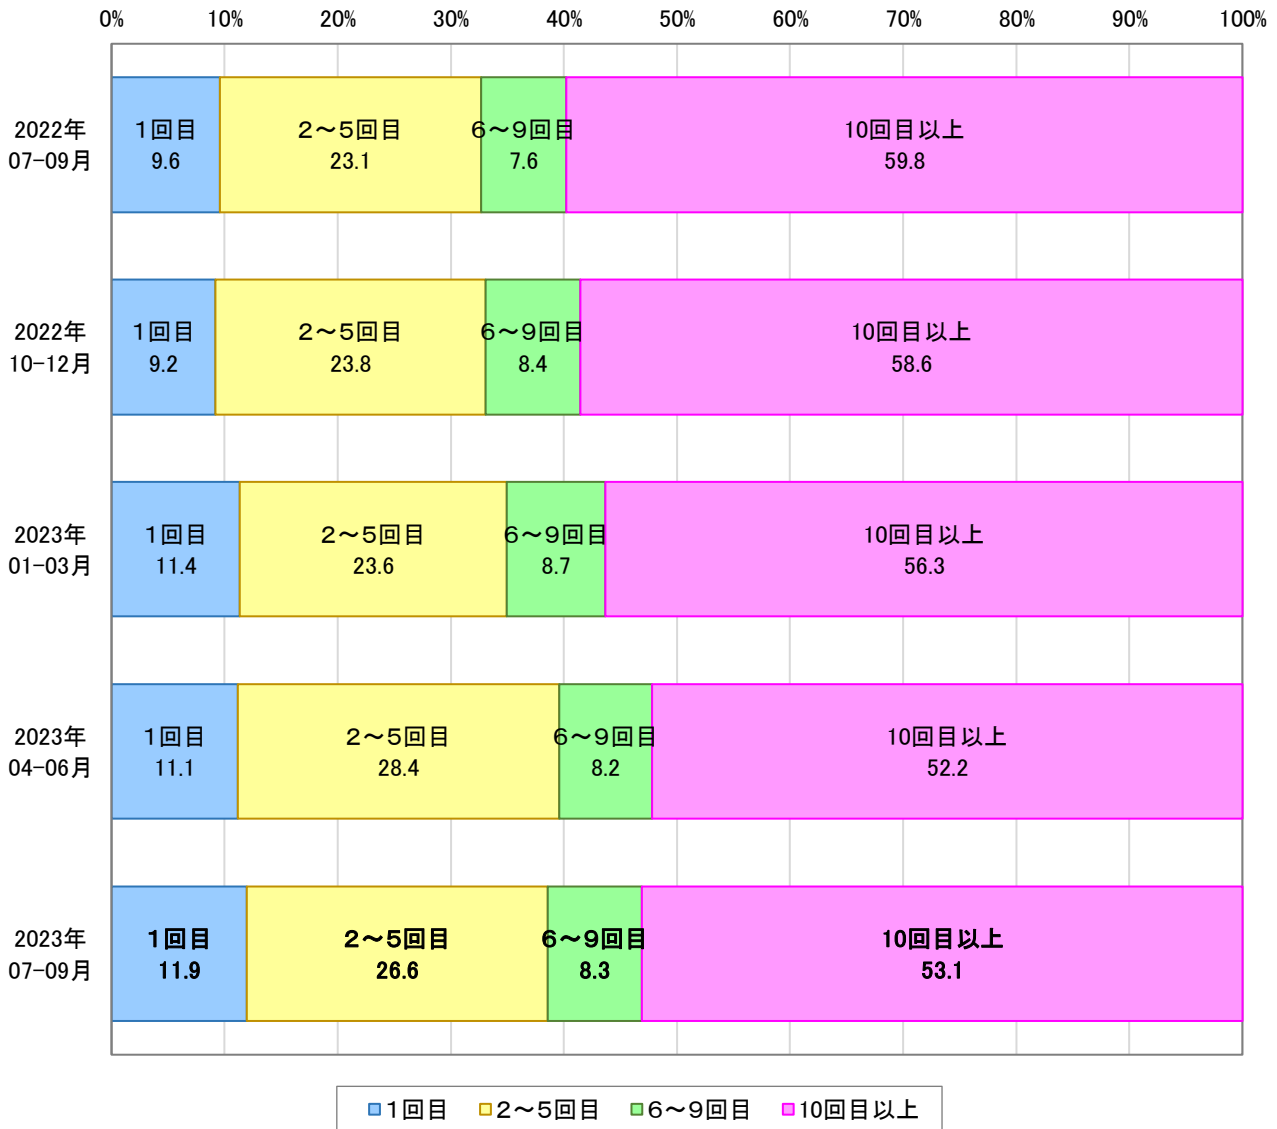 0% 10% 20% 30% 40% 50% 60% 70% 80% 90% 100%
2022年
07-09月
1回目
9.6
2～5回目
23.1
6～9回目
7.6
10回目以上
59.8
2022年
10-12月
1回目
9.2
2～5回目
23.8
6～9回目
8.4
10回目以上
58.6
2023年
01-03月
1回目
11.4
2～5回目
23.6
6～9回目
8.7
10回目以上
56.3
2023年
04-06月
1回目
11.1
2～5回目
28.4
6～9回目
8.2
10回目以上
52.2
2023年
07-09月
1回目
11.9
2～5回目
26.6
6～9回目
8.3
10回目以上
53.1
1回目 2～5回目 6～9回目 10回目以上